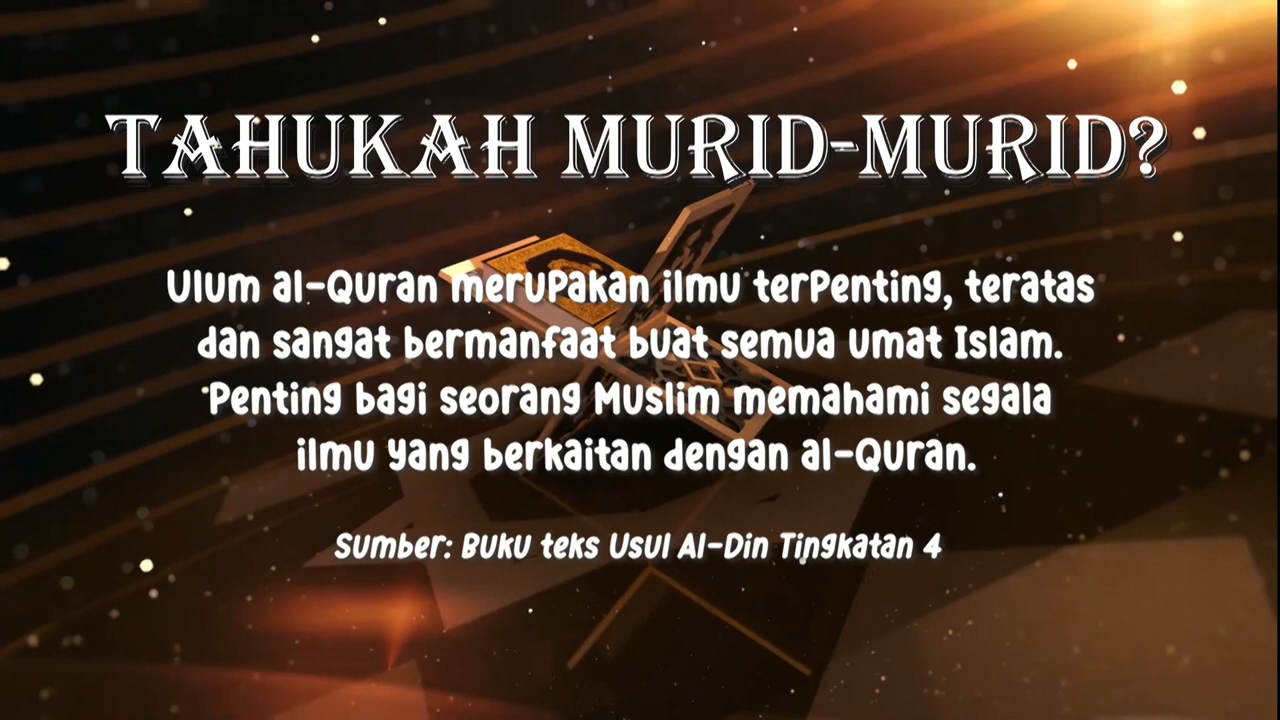 TAHUKAH MURID-MURID?
Ulum al-Quran merupakan ilmu terpenting, teratas
dan sangat bermanfaat buat semua umat Islam.
Penting bagi seorang Muslim memahami segala
ilmu yang berkaitan dengan al-Quran.
Sumber: Buku teks Usul Al-Din Tingkatan 4